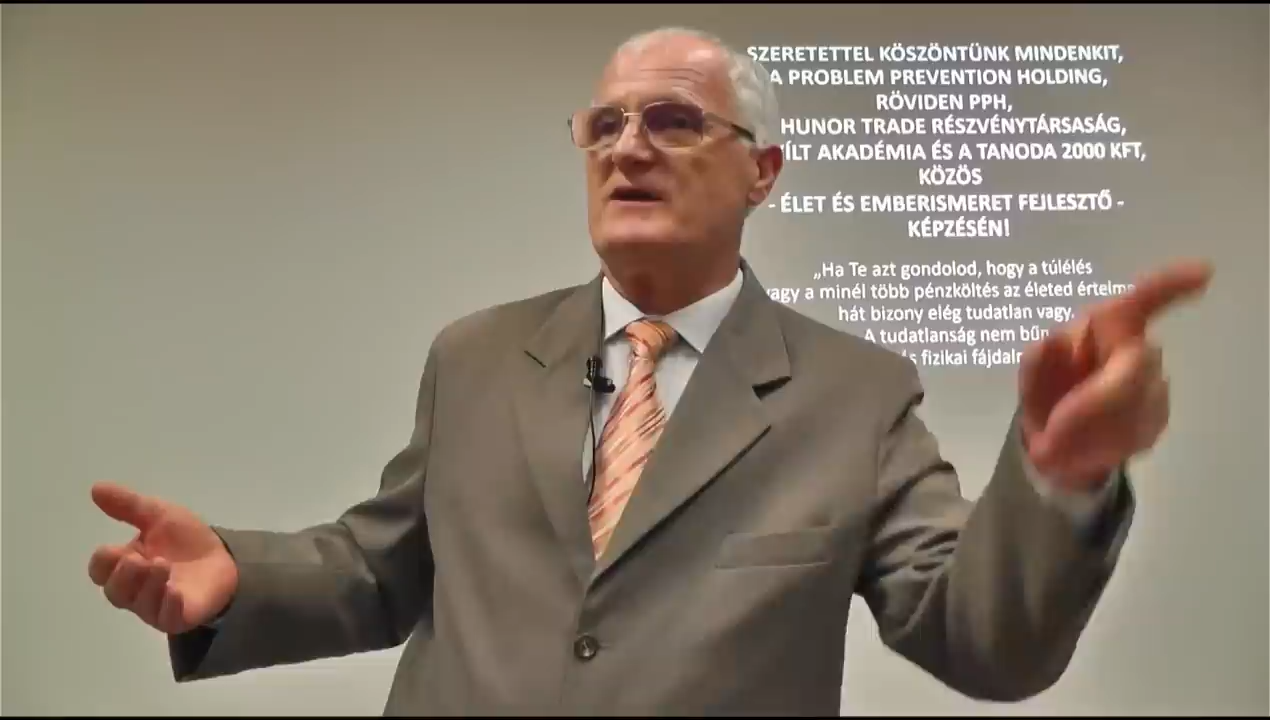 SZERETETTEL KÖSZÖNTÜNK MINDENKIT,
A PROBLEM PREVENTION HOLDING,
RÖVIDEN PPH,
HUNOR TRADE RÉSZVÉNYTÁRSASÁG,
AKADÉMIA ÉS A TANODA 2000 KFT,
KÖZÖS
- ÉLET ÉS EMBERISMERET FEJLESZTŐ -
KÉPZÉSÉN!
„Ha Te azt gondolod, hogy a túlélés
vagy a minél több pénzköltés az életed
hát bizony elég tudatlan vagy.
A tudatlanság nem bűn
fizikai